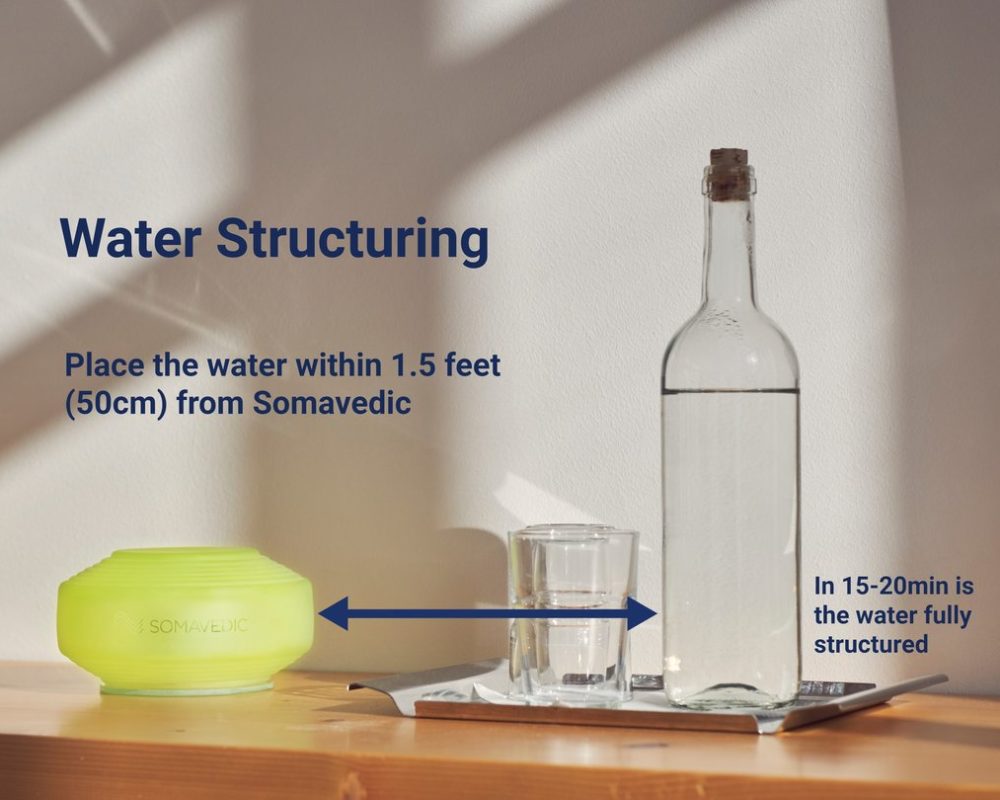 Water Structuring
Place the water within 1.5 feet
(50cm) from Somavedic
SOMAVEDIC
In 15-20min is
the water fully
structured